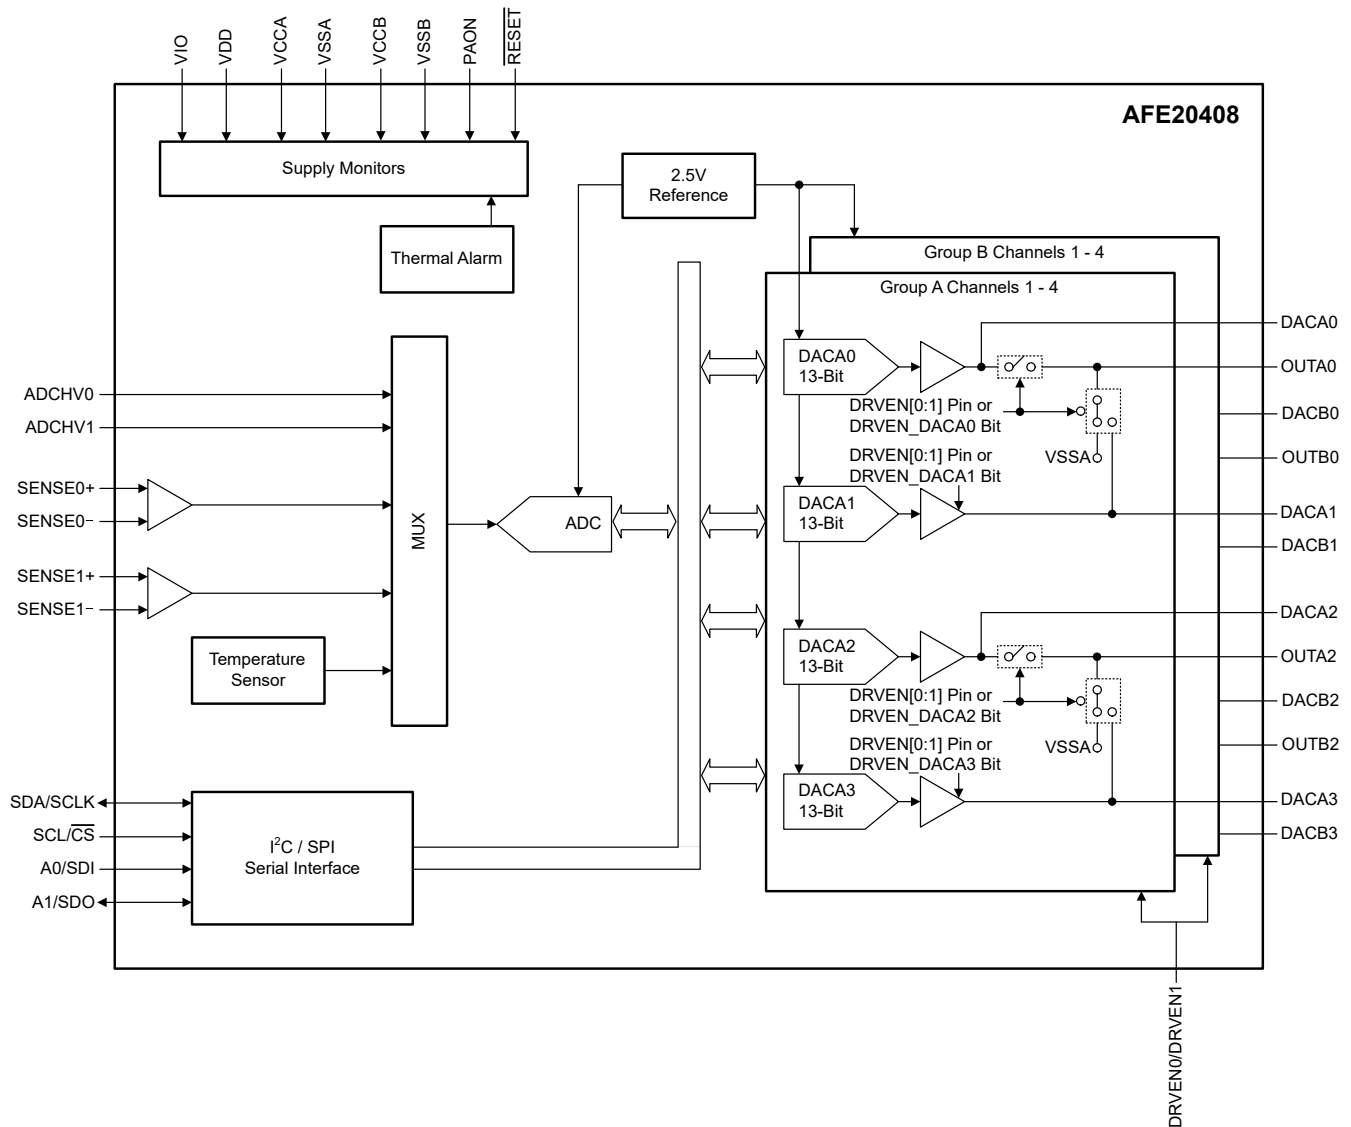 VIO
VDD
VCCA
VSSA
VCCB
VSSB
PAON
RESET
AFE20408
Supply Monitors
2.5V
Reference
Thermal Alarm
Group B Channels 1 - 4
Group A Channels 1 - 4
DACA0
13-Bit
DRVEN[0:1] Pin or
DRVEN_DACA0 Bit
VSSA
DRVEN[0:1] Pin or
DRVEN_DACA1 Bit
DACA1
13-Bit
DACA2
13-Bit
DRVEN[0:1] Pin or
DRVEN_DACA2 Bit
VSSA
DRVEN[0:1] Pin or
DRVEN_DACA3 Bit
DACA3
13-Bit
DACA0
OUTA0
DACB0
OUTB0
DACA1
DACB1
DACA2
OUTA2
DACB2
OUTB2
DACA3
DACB3
ADCHV0
ADCHV1
SENSE0+
SENSE0−
SENSE1+
SENSE1−
MUX
ADC
Temperature
Sensor
SDA/SCLK
SCL/CS
A0/SDI
A1/SDO
I²C / SPI
Serial Interface
DRVEN0/DRVEN1